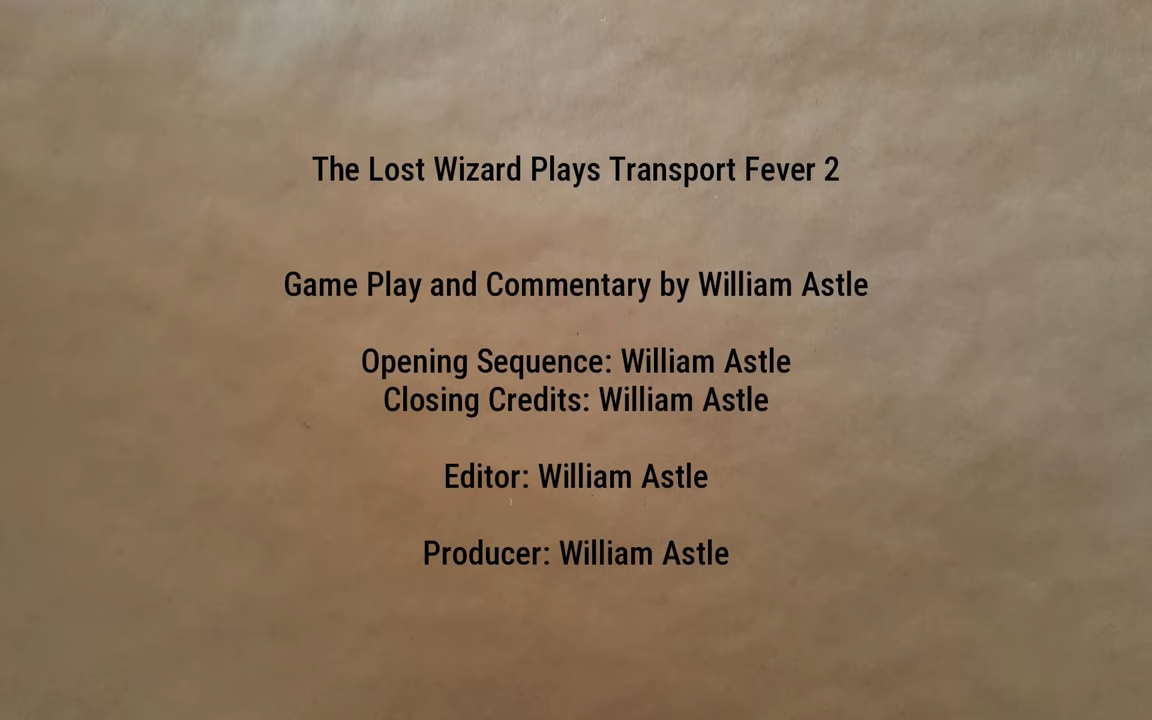 The Lost Wizard Plays Transport Fever 2
Game Play and Commentary by William Astle
Opening Sequence: William Astle
Closing Credits: William Astle
Editor: William Astle
Producer: William Astle